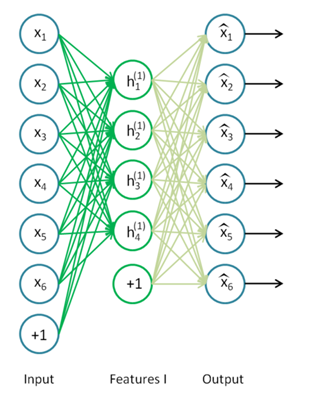 x₁
x₂
x₃
x₄
x₅
x₆
+1
h₁⁽¹⁾
h₂⁽¹⁾
h₃⁽¹⁾
h₄⁽¹⁾
+1
x̂₁
x̂₂
x̂₃
x̂₄
x̂₅
x̂₆
Input
Features I
Output